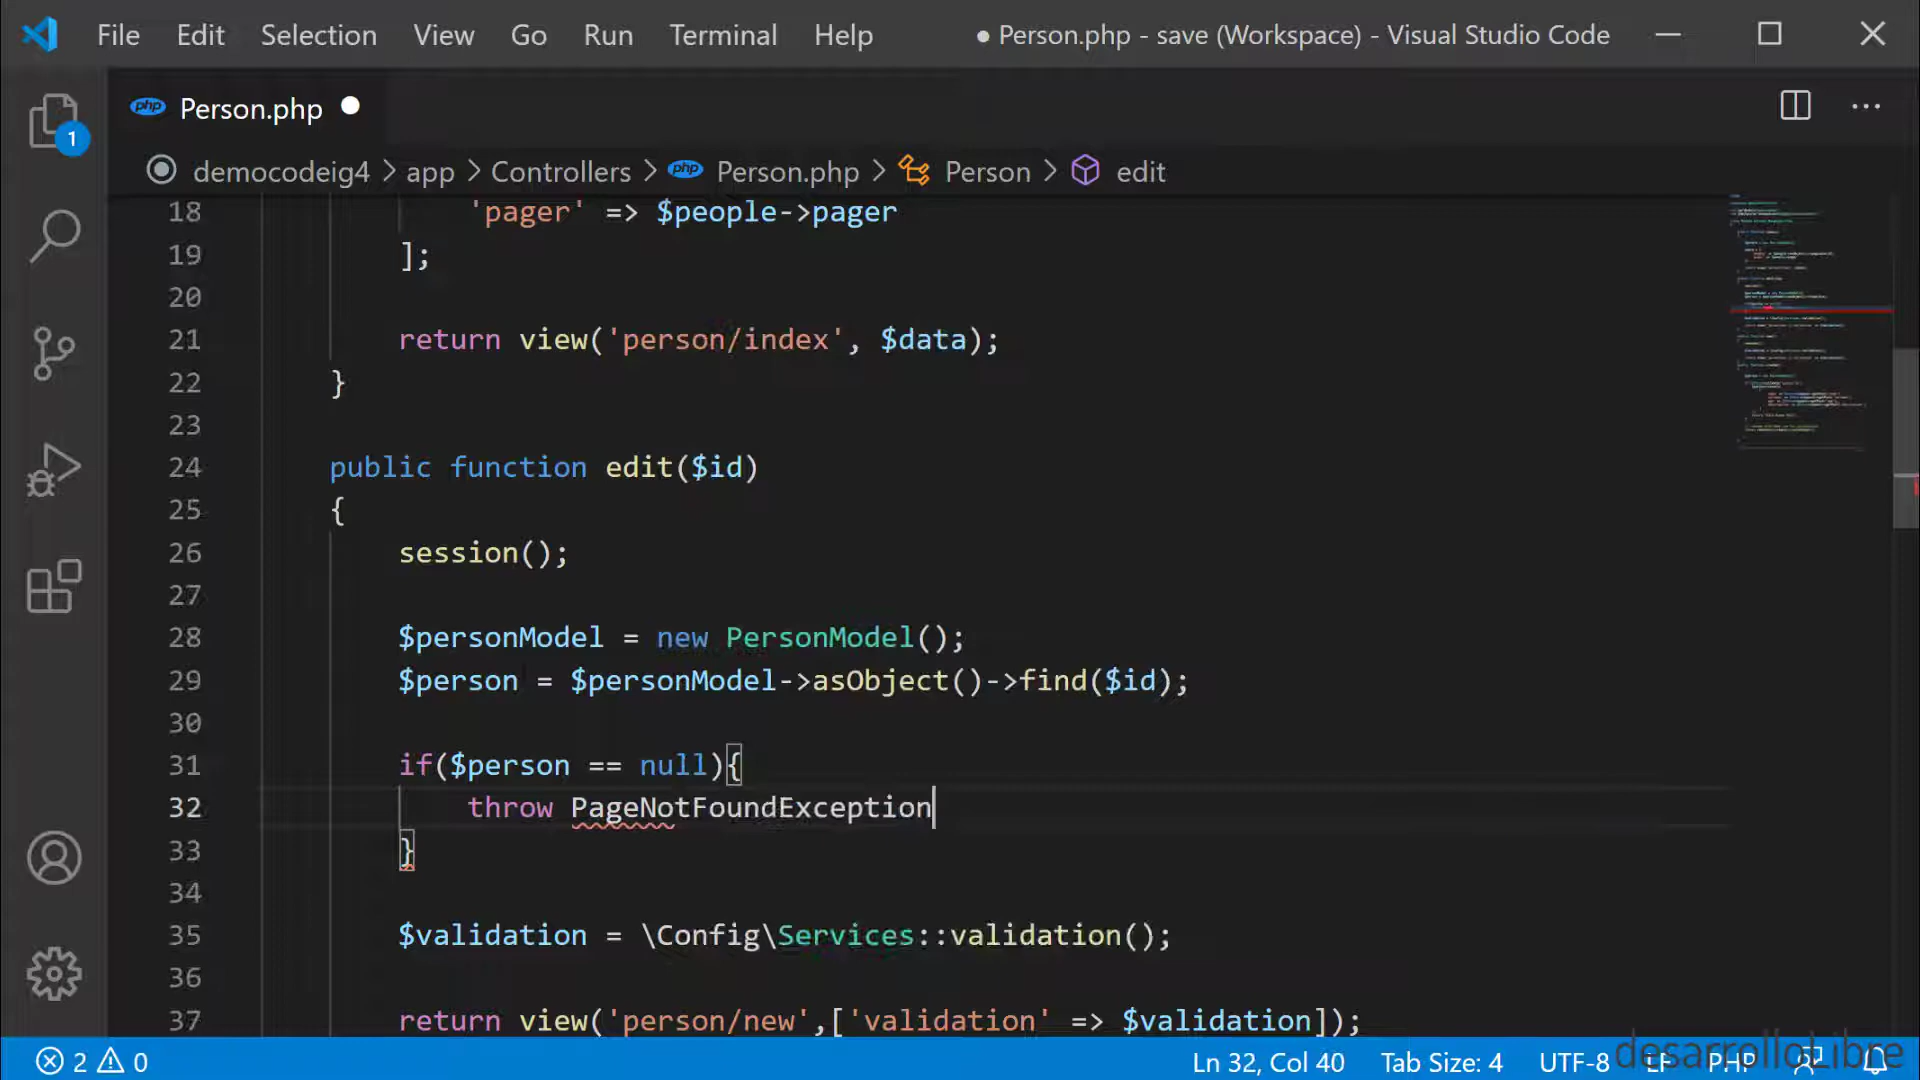 File Edit Selection View Go Run Terminal Help ● Person.php - save (Workspace) - Visual Studio Code
1
php Person.php
democodeig4 > app > Controllers > php Person.php > Person > edit
18 'pager' => $people->pager
19 ];
20
21 return view('person/index', $data);
22 }
23
24 public function edit($id)
25 {
26 session();
27
28 $personModel = new PersonModel();
29 $person = $personModel->asObject()->find($id);
30
31 if($person == null){
32 throw PageNotFoundException
33 }
34
35 $validation = \Config\Services::validation();
36
37 return view('person/new',['validation' => $validation]);
2 0 Ln 32, Col 40 Tab Size: 4 UTF-8 LF PHP
desarrolloLibre